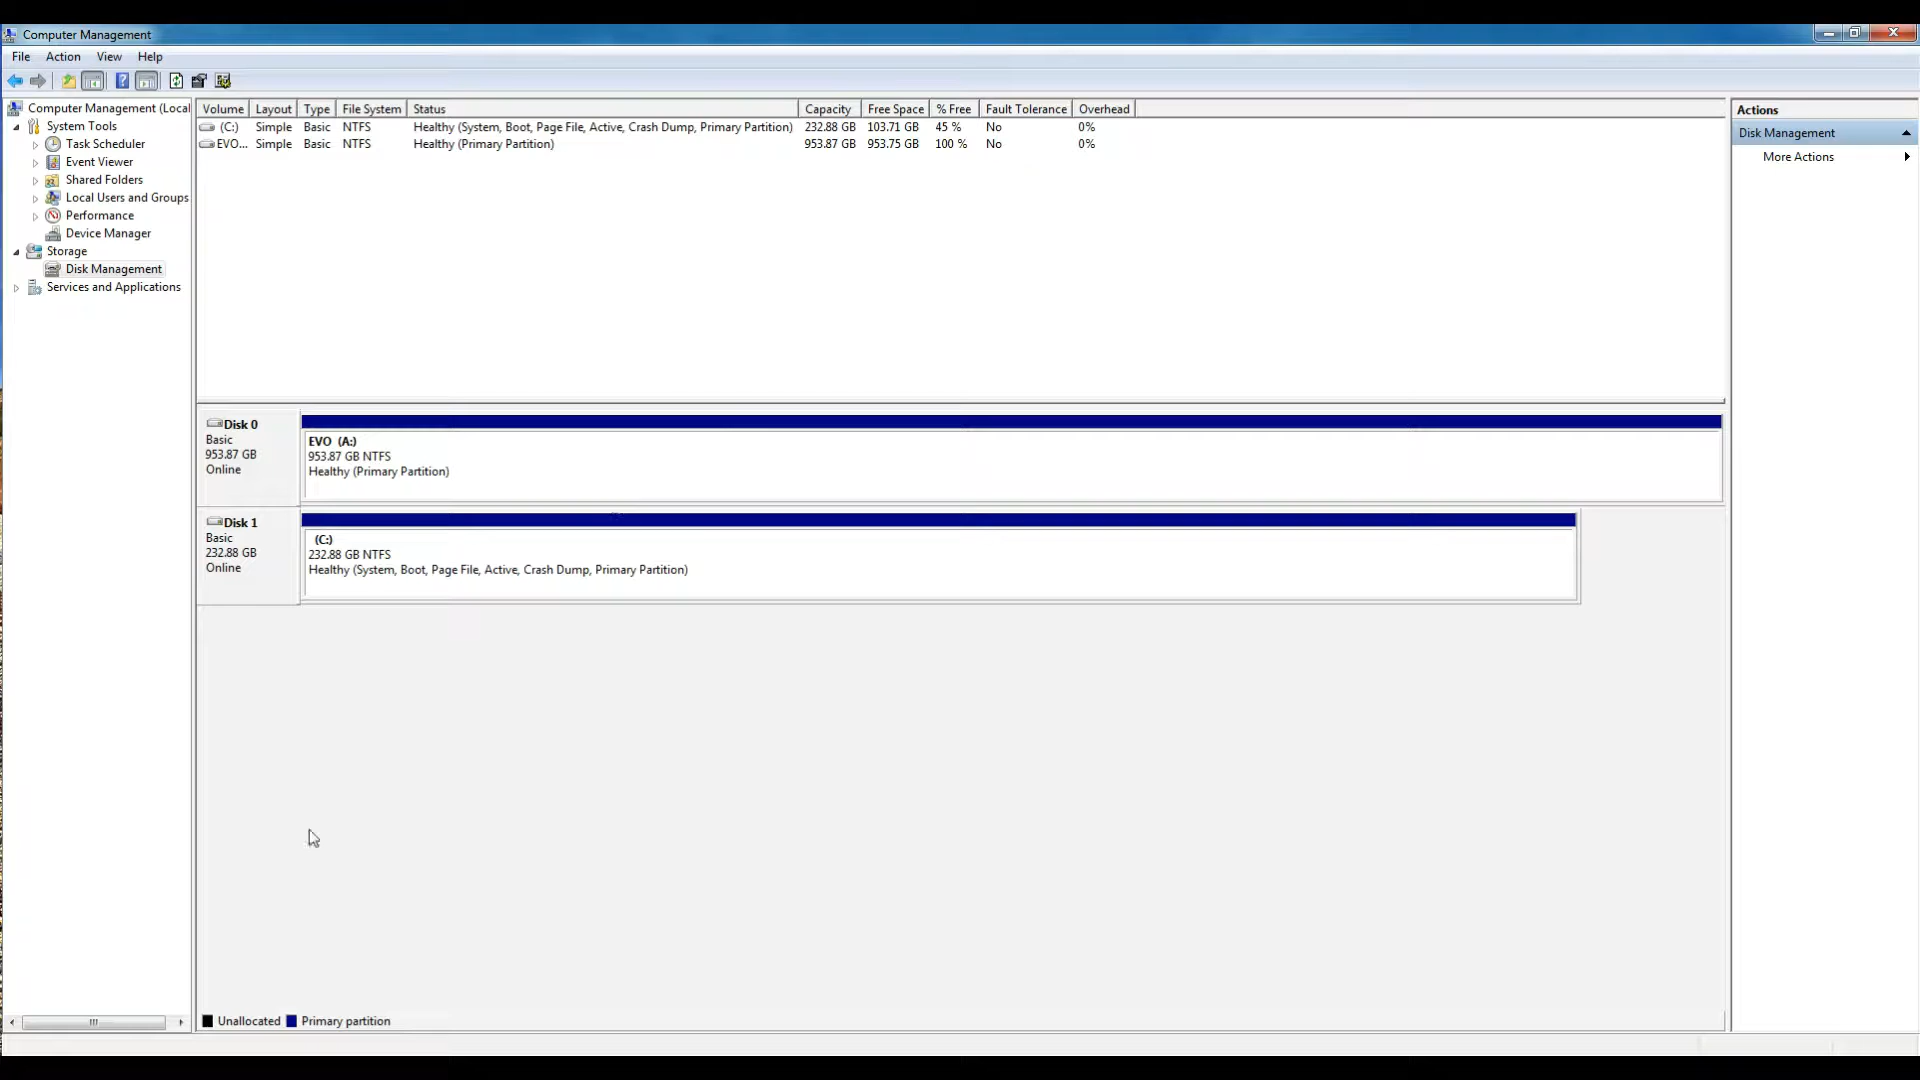 Computer Management
File Action View Help
Computer Management (Local
System Tools
Task Scheduler
Event Viewer
Shared Folders
Local Users and Groups
Performance
Device Manager
Storage
Disk Management
Services and Applications
Volume Layout Type File System Status Capacity Free Space % Free Fault Tolerance Overhead
(C:) Simple Basic NTFS Healthy (System, Boot, Page File, Active, Crash Dump, Primary Partition) 232.88 GB 103.71 GB 45 % No 0%
EVO... Simple Basic NTFS Healthy (Primary Partition) 953.87 GB 953.75 GB 100 % No 0%
Disk 0
Basic
953.87 GB
Online
EVO (A:)
953.87 GB NTFS
Healthy (Primary Partition)
Disk 1
Basic
232.88 GB
Online
(C:)
232.88 GB NTFS
Healthy (System, Boot, Page File, Active, Crash Dump, Primary Partition)
Unallocated Primary partition
Actions
Disk Management
More Actions